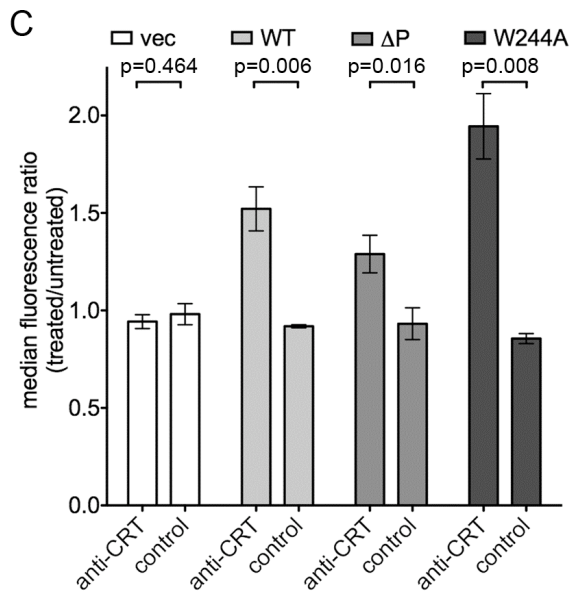 C
vec WT ΔP W244A
p=0.464 p=0.006 p=0.016 p=0.008
median fluorescence ratio
(treated/untreated)
2.0
1.5
1.0
0.5
0.0
anti-CRT control anti-CRT control anti-CRT control anti-CRT control